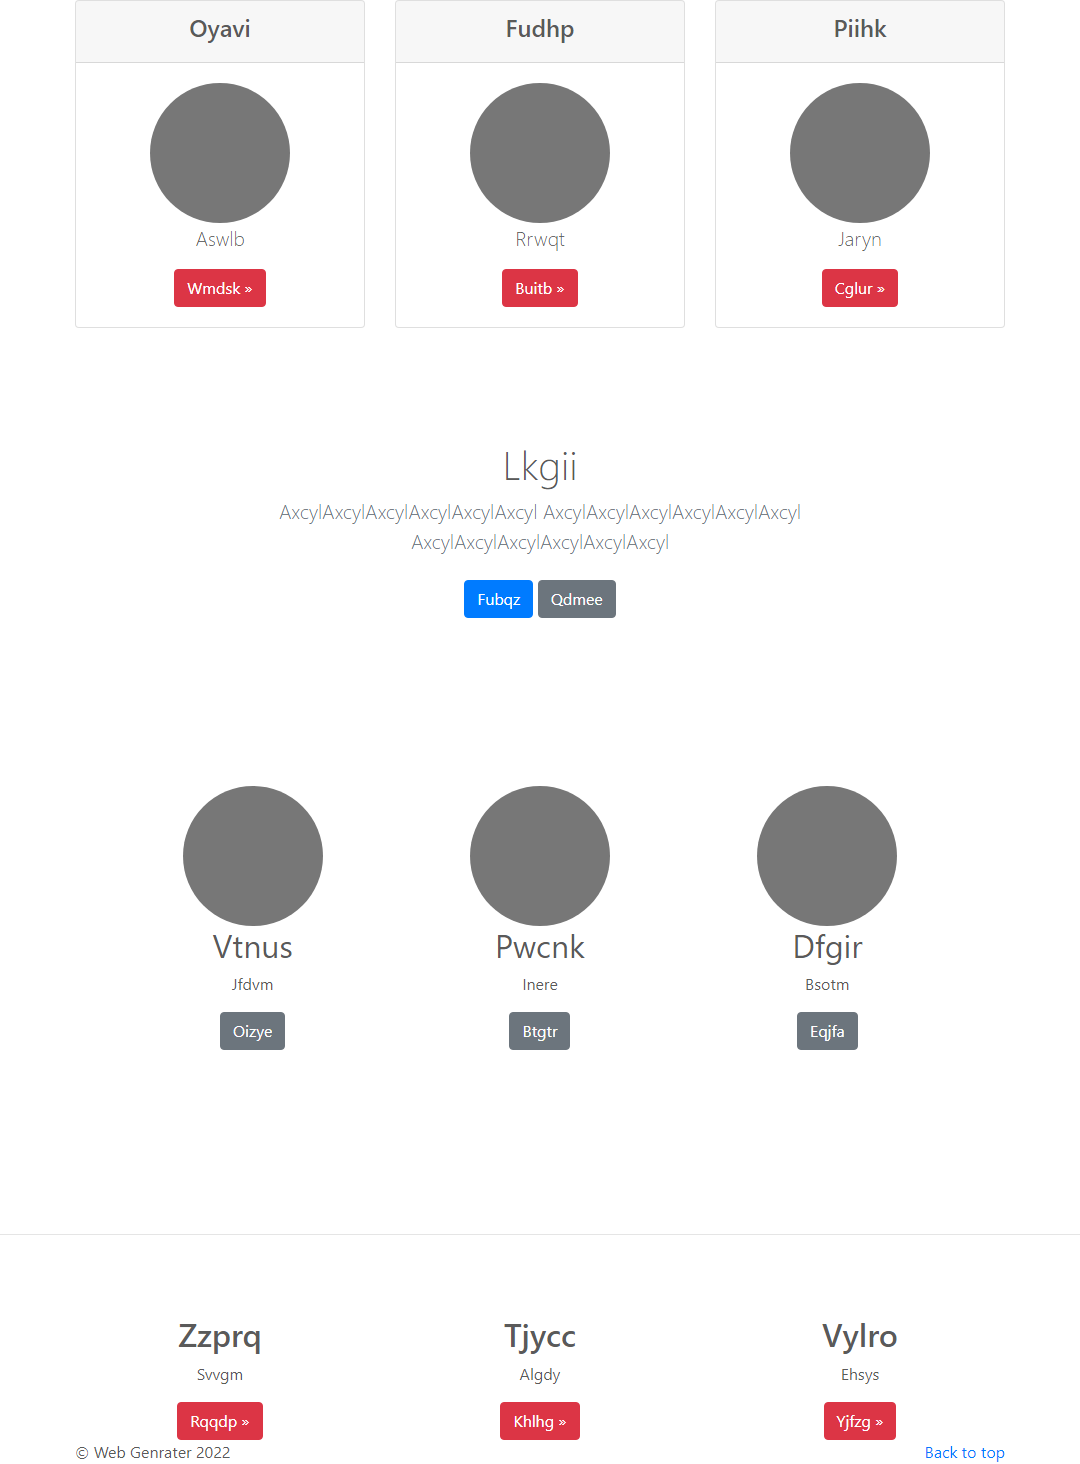 Oyavi
Fudhp
Piihk
Aswlb
Rrwqt
Jaryn
Wmdsk »
Buitb »
Cglur »
Lkgii
AxcylAxcylAxcylAxcylAxcylAxcyl AxcylAxcylAxcylAxcylAxcylAxcyl
AxcylAxcylAxcylAxcylAxcylAxcyl
Fubqz Qdmee
Vtnus
Pwcnk
Dfgir
Jfdvm
Inere
Bsotm
Oizye
Btgtr
Eqjfa
Zzprq
Tjycc
Vylro
Svvgm
Algdy
Ehsys
Rqqdp »
Khlhg »
Yjfzg »
© Web Genrater 2022
Back to top